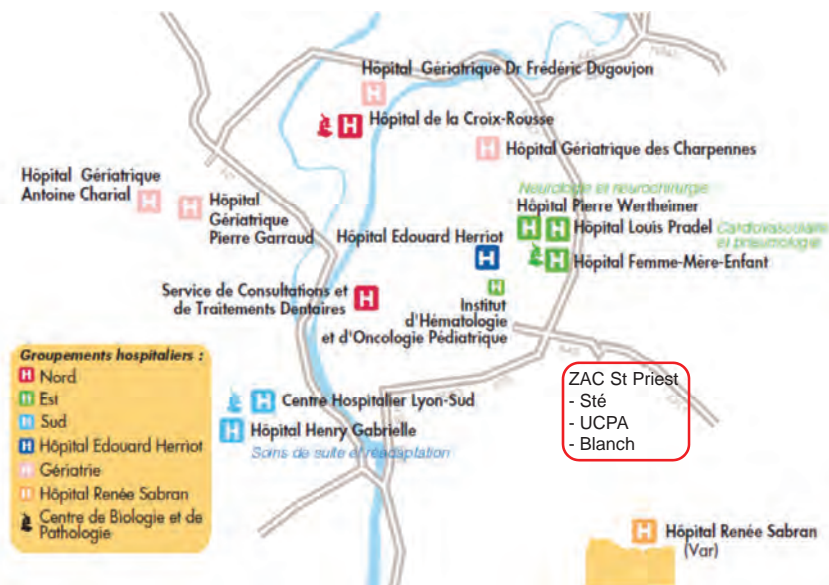 Hôpital Gériatrique Dr Frédéric Dugoujon
H
H Hôpital de la Croix-Rousse
H Hôpital Gériatrique des Charpennes
Hôpital Gériatrique
Antoine Charial
H
H
Hôpital
Gériatrique
Pierre Garraud
Neurologie et neurochirurgie
Hôpital Pierre Wertheimer
H H Hôpital Louis Pradel
Cardiovasculaire
et pneumologie
H Hôpital Femme-Mère-Enfant
Hôpital Edouard Herriot
H
H
Institut
d'Hématologie
et d'Oncologie Pédiatrique
Service de Consultations et
de Traitements Dentaires
H
Groupements hospitaliers :
H Nord
H Est
H Sud
H Hôpital Edouard Herriot
H Gériatrie
H Hôpital Renée Sabran
Centre de Biologie et de
Pathologie
H Centre Hospitalier Lyon-Sud
H Hôpital Henry Gabrielle
Soins de suite et réadaptation
ZAC St Priest
- Sté
- UCPA
- Blanch
H Hôpital Renée Sabran
(Var)